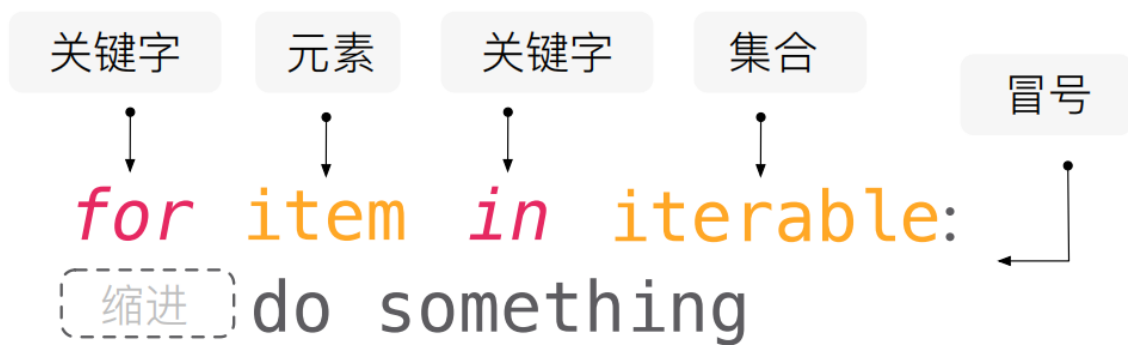 关键字 元素 关键字 集合
冒号
for item in iterable:
缩进 do something